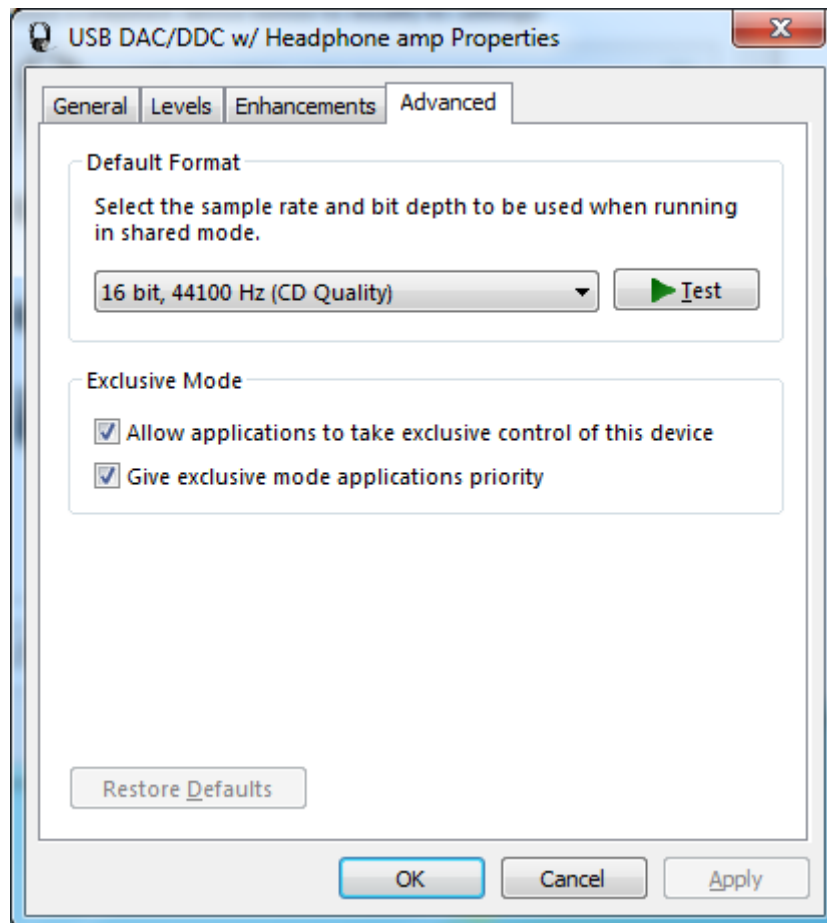 USB DAC/DDC w/ Headphone amp Properties
General Levels Enhancements Advanced
Default Format
Select the sample rate and bit depth to be used when running
in shared mode.
16 bit, 44100 Hz (CD Quality) Test
Exclusive Mode
Allow applications to take exclusive control of this device
Give exclusive mode applications priority
Restore Defaults
OK Cancel Apply